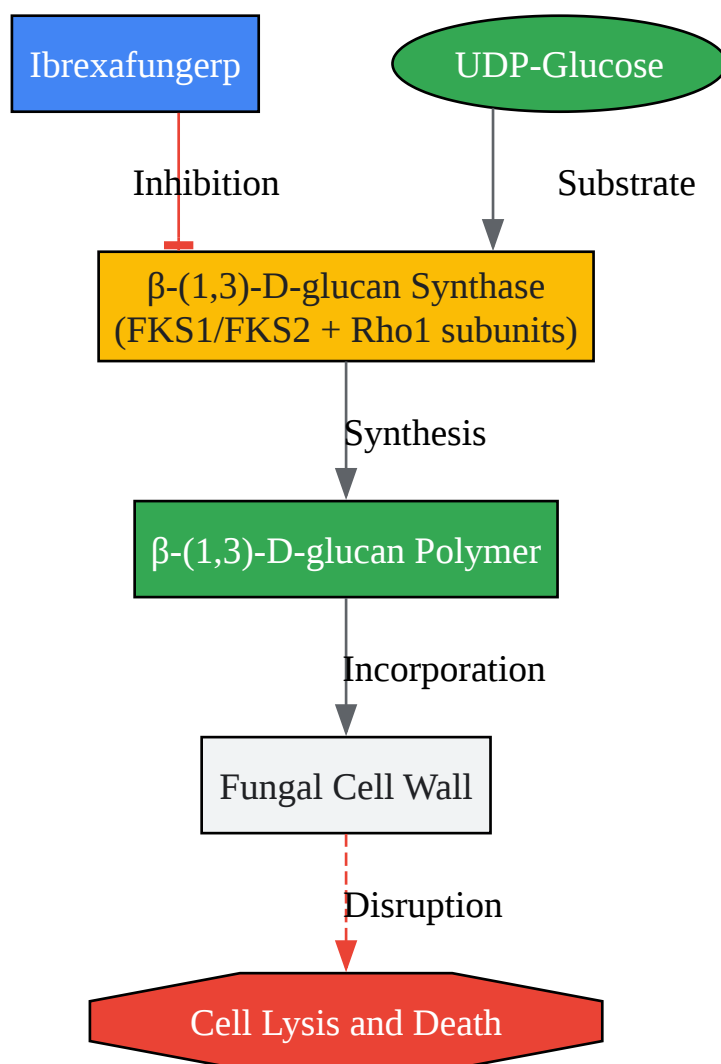 Ibrexafungerp
UDP-Glucose
Inhibition
Substrate
β-(1,3)-D-glucan Synthase
(FKS1/FKS2 + Rho1 subunits)
Synthesis
β-(1,3)-D-glucan Polymer
Incorporation
Fungal Cell Wall
Disruption
Cell Lysis and Death